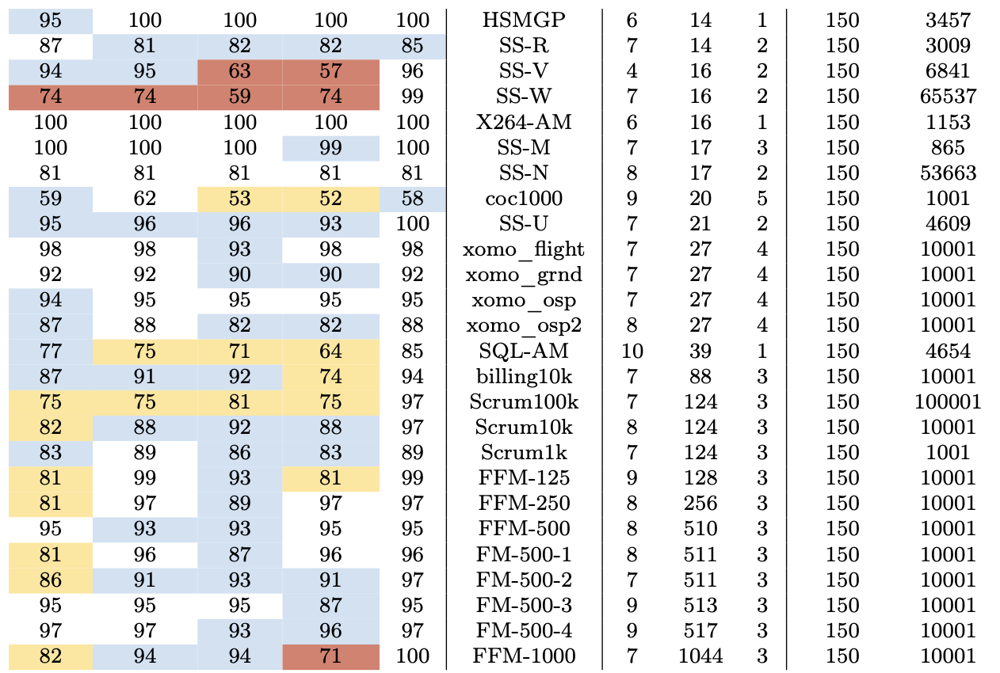 95 100 100 100 100 HSMGP 6 14 1 150 3457
87 81 82 82 85 SS-R 7 14 2 150 3009
94 95 63 57 96 SS-V 4 16 2 150 6841
74 74 59 74 99 SS-W 7 16 2 150 65537
100 100 100 100 100 X264-AM 6 16 1 150 1153
100 100 100 99 100 SS-M 7 17 3 150 865
81 81 81 81 81 SS-N 8 17 2 150 53663
59 62 53 52 58 coc1000 9 20 5 150 1001
95 96 96 93 100 SS-U 7 21 2 150 4609
98 98 93 98 98 xomo_flight 7 27 4 150 10001
92 92 90 90 92 xomo_grnd 7 27 4 150 10001
94 95 95 95 95 xomo_osp 7 27 4 150 10001
87 88 82 82 88 xomo_osp2 8 27 4 150 10001
77 75 71 64 85 SQL-AM 10 39 1 150 4654
87 91 92 74 94 billing10k 7 88 3 150 10001
75 75 81 75 97 Scrum100k 7 124 3 150 100001
82 88 92 88 97 Scrum10k 8 124 3 150 10001
83 89 86 83 89 Scrum1k 7 124 3 150 1001
81 99 93 81 99 FFM-125 9 128 3 150 10001
81 97 89 97 97 FFM-250 8 256 3 150 10001
95 93 93 95 95 FFM-500 8 510 3 150 10001
81 96 87 96 96 FM-500-1 8 511 3 150 10001
86 91 93 91 97 FM-500-2 7 511 3 150 10001
95 95 95 87 95 FM-500-3 9 513 3 150 10001
97 97 93 96 97 FM-500-4 9 517 3 150 10001
82 94 94 71 100 FFM-1000 7 1044 3 150 10001